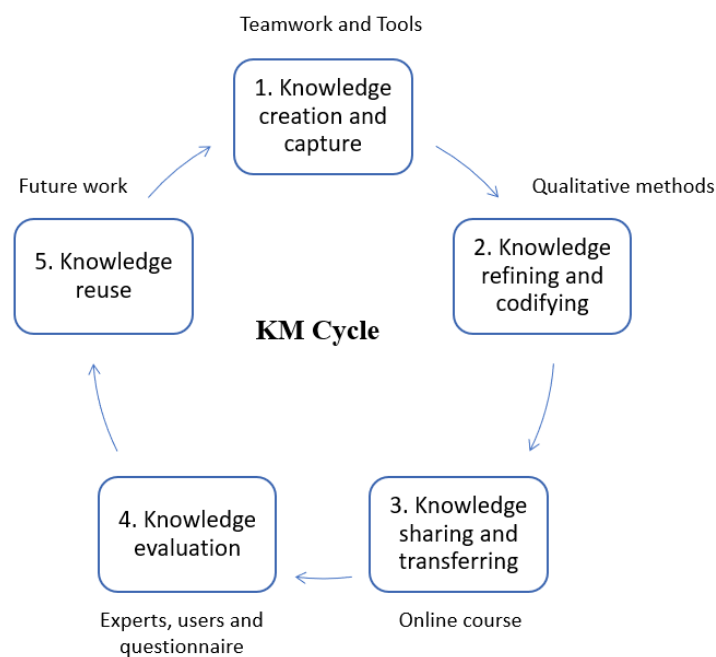 Teamwork and Tools
1. Knowledge
creation and
capture
Qualitative methods
2. Knowledge
refining and
codifying
3. Knowledge
sharing and
transferring
Online course
4. Knowledge
evaluation
Experts, users and
questionnaire
Future work
5. Knowledge
reuse
KM Cycle